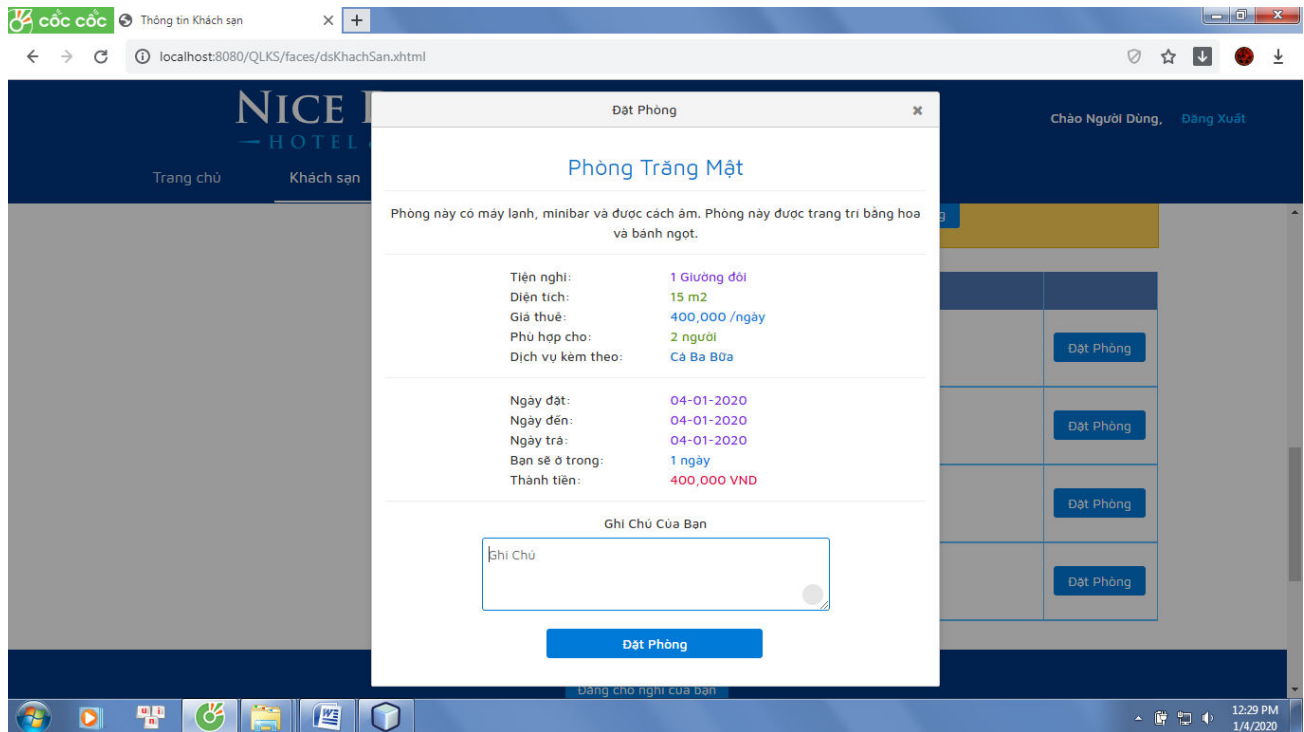 cốc cốc Thông tin Khách sạn
localhost:8080/QLKS/faces/dsKhachSan.xhtml
NICE
HOTEL
Chào Người Dùng, Đăng Xuất
Trang chủ Khách sạn
Đặt Phòng
Phòng Trăng Mật
Phòng này có máy lạnh, minibar và được cách âm. Phòng này được trang trí bằng hoa
và bánh ngọt.
Tiện nghi: 1 Giường đôi
Diện tích: 15 m2
Giá thuê: 400,000 /ngày
Phù hợp cho: 2 người
Dịch vụ kèm theo: Cả Ba Bữa
Ngày đặt: 04-01-2020
Ngày đến: 04-01-2020
Ngày trả: 04-01-2020
Bạn sẽ ở trong: 1 ngày
Thành tiền: 400,000 VND
Ghi Chú Của Bạn
Ghi Chú
Đặt Phòng
Đặt Phòng
Đặt Phòng
Đặt Phòng
Đặt Phòng
Đăng chỗ nghỉ của bạn
12:29 PM
1/4/2020